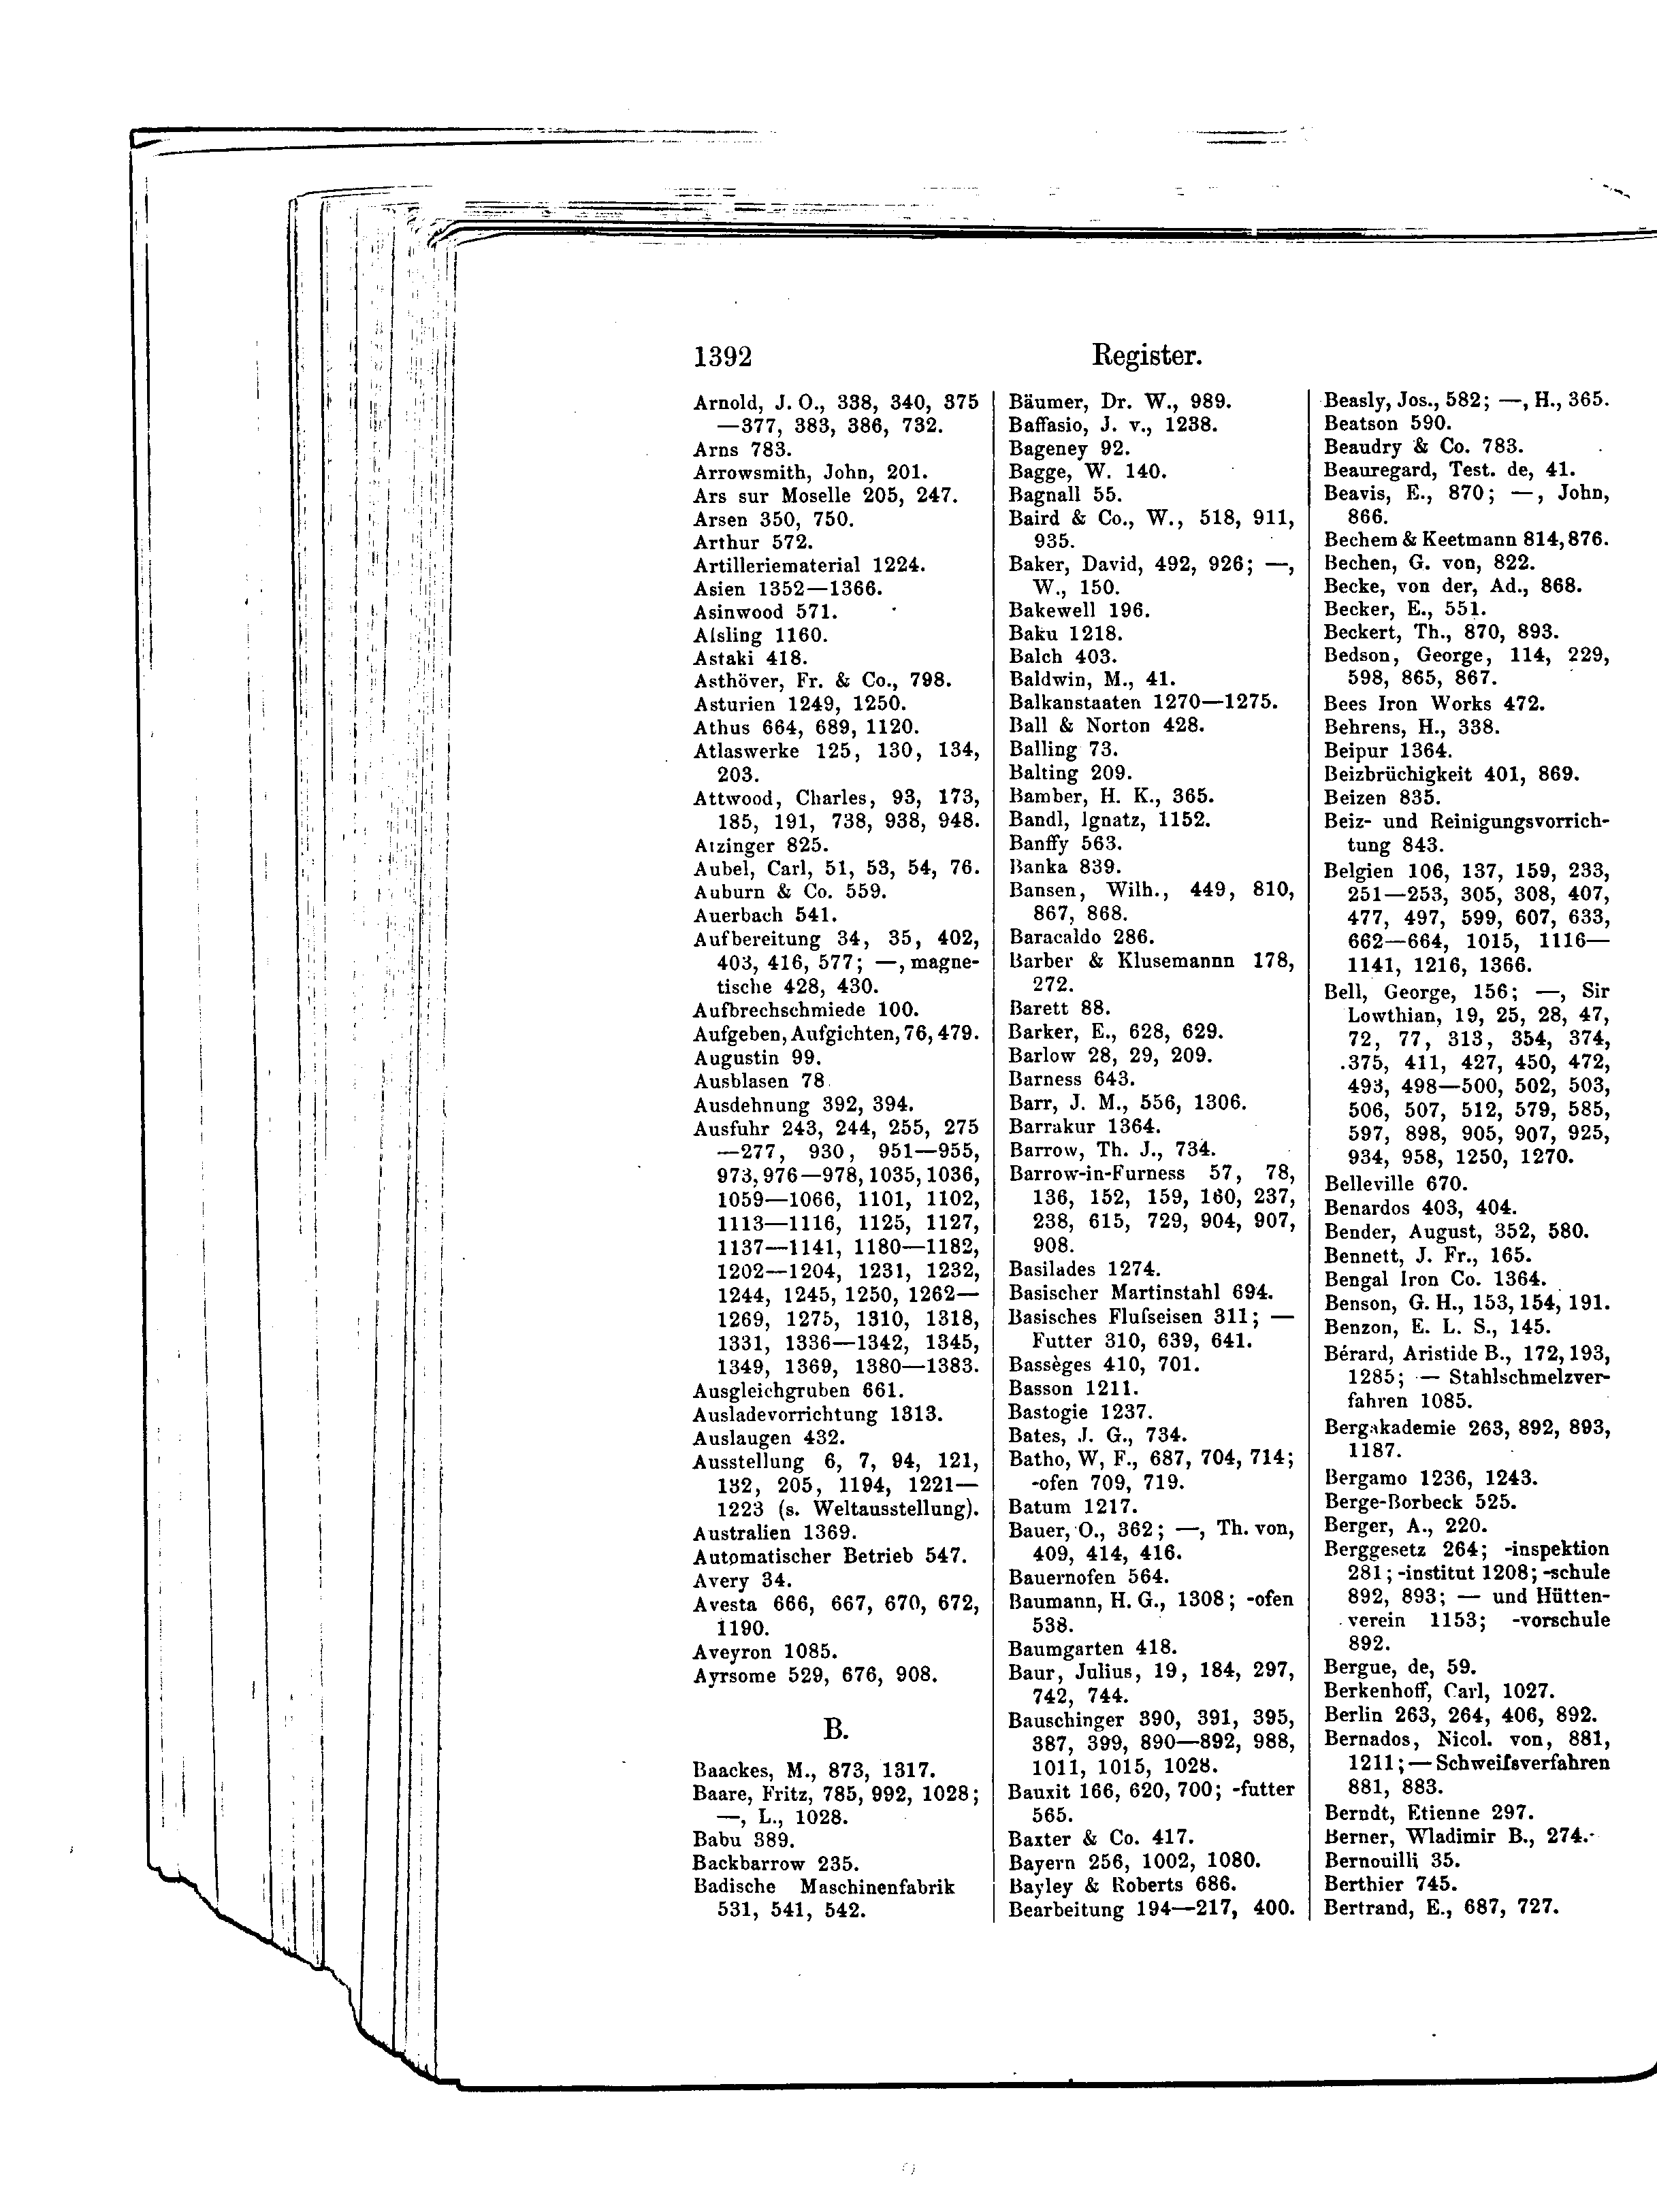 1392
Register.
Arnold, J. O., 338, 340, 375
—377, 383, 386, 732.
Arns 783.
Arrowsmith, John, 201.
Ars sur Moselle 205, 247.
Arsen 350, 750.
Arthur 572.
Artilleriematerial 1224.
Asien 1352—1366.
Asinwood 571.
Aisling 1160.
Astaki 418.
Asthöver, Fr. & Co., 798.
Asturien 1249, 1250.
Athus 664, 689, 1120.
Atlaswerke 125, 130, 134,
203.
Attwood, Charles, 93, 173,
185, 191, 738, 938, 948.
Atzinger 825.
Aubel, Carl, 51, 53, 54, 76.
Auburn & Co. 559.
Auerbach 541.
Aufbereitung 34, 35, 402,
403, 416, 577; —, magne-
tische 428, 430.
Aufbrechschmiede 100.
Aufgeben, Aufgichten, 76, 479.
Augustin 99.
Ausblasen 78.
Ausdehnung 392, 394.
Ausfuhr 243, 244, 255, 275
—277, 930, 951—955,
973, 976—978, 1035, 1036,
1059—1066, 1101, 1102,
1113—1116, 1125, 1127,
1137—1141, 1180—1182,
1202—1204, 1231, 1232,
1244, 1245, 1250, 1262—
1269, 1275, 1310, 1318,
1331, 1336—1342, 1345,
1349, 1369, 1380—1383.
Ausgleichgruben 661.
Ausladevorrichtung 1313.
Auslaugen 432.
Ausstellung 6, 7, 94, 121,
132, 205, 1194, 1221—
1223 (s. Weltausstellung).
Australien 1369.
Automatischer Betrieb 547.
Avery 34.
Avesta 666, 667, 670, 672,
1190.
Aveyron 1085.
Ayrsome 529, 676, 908.
B.
Baackes, M., 873, 1317.
Baare, Fritz, 785, 992, 1028;
—, L., 1028.
Babu 389.
Backbarrow 235.
Badische Maschinenfabrik
531, 541, 542.
Bäumer, Dr. W., 989.
Baffasio, J. v., 1238.
Bageney 92.
Bagge, W. 140.
Bagnall 55.
Baird & Co., W., 518, 911,
935.
Baker, David, 492, 926; —,
W., 150.
Bakewell 196.
Baku 1218.
Balch 403.
Baldwin, M., 41.
Balkanstaaten 1270—1275.
Ball & Norton 428.
Balling 73.
Balting 209.
Bamber, H. K., 365.
Bandl, Ignatz, 1152.
Banffy 563.
Banka 839.
Bansen, Wilh., 449, 810,
867, 868.
Baracaldo 286.
Barber & Klusemannn 178,
272.
Barett 88.
Barker, E., 628, 629.
Barlow 28, 29, 209.
Barness 643.
Barr, J. M., 556, 1306.
Barrakur 1364.
Barrow, Th. J., 734.
Barrow-in-Furness 57, 78,
136, 152, 159, 160, 237,
238, 615, 729, 904, 907,
908.
Basilades 1274.
Basischer Martinstahl 694.
Basisches Flufseisen 311; —
Futter 310, 639, 641.
Bassèges 410, 701.
Basson 1211.
Bastogie 1237.
Bates, J. G., 734.
Batho, W, F., 687, 704, 714;
-ofen 709, 719.
Batum 1217.
Bauer, O., 362; —, Th. von,
409, 414, 416.
Bauernofen 564.
Baumann, H. G., 1308; -ofen
538.
Baumgarten 418.
Baur, Julius, 19, 184, 297,
742, 744.
Bauschinger 390, 391, 395,
387, 399, 890—892, 988,
1011, 1015, 1028.
Bauxit 166, 620, 700; -futter
565.
Baxter & Co. 417.
Bayern 256, 1002, 1080.
Bayley & Roberts 686.
Bearbeitung 194—217, 400.
Beasly, Jos., 582; —, H., 365.
Beatson 590.
Beaudry & Co. 783.
Beauregard, Test. de, 41.
Beavis, E., 870; —, John,
866.
Bechem & Keetmann 814, 876.
Bechen, G. von, 822.
Becke, von der, Ad., 868.
Becker, E., 551.
Beckert, Th., 870, 893.
Bedson, George, 114, 229,
598, 865, 867.
Bees Iron Works 472.
Behrens, H., 338.
Beipur 1364.
Beizbrüchigkeit 401, 869.
Beizen 835.
Beiz- und Reinigungsvorrich-
tung 843.
Belgien 106, 137, 159, 233,
251—253, 305, 308, 407,
477, 497, 599, 607, 633,
662—664, 1015, 1116—
1141, 1216, 1366.
Bell, George, 156; —, Sir
Lowthian, 19, 25, 28, 47,
72, 77, 313, 354, 374,
375, 411, 427, 450, 472,
493, 498—500, 502, 503,
506, 507, 512, 579, 585,
597, 898, 905, 907, 925,
934, 958, 1250, 1270.
Belleville 670.
Benardos 403, 404.
Bender, August, 352, 580.
Bennett, J. Fr., 165.
Bengal Iron Co. 1364.
Benson, G. H., 153, 154, 191.
Benzon, E. L. S., 145.
Bérard, Aristide B., 172, 193,
1285; — Stahlschmelzver-
fahren 1085.
Bergakademie 263, 892, 893,
1187.
Bergamo 1236, 1243.
Berge-Borbeck 525.
Berger, A., 220.
Berggesetz 264; -inspektion
281; -institut 1208; -schule
892, 893; — und Hütten-
verein 1153; -vorschule
892.
Bergue, de, 59.
Berkenhoff, Carl, 1027.
Berlin 263, 264, 406, 892.
Bernados, Nicol. von, 881,
1211; — Schweifsverfahren
881, 883.
Berndt, Etienne 297.
Berner, Wladimir B., 274.
Bernouilli 35.
Berthier 745.
Bertrand, E., 687, 727.